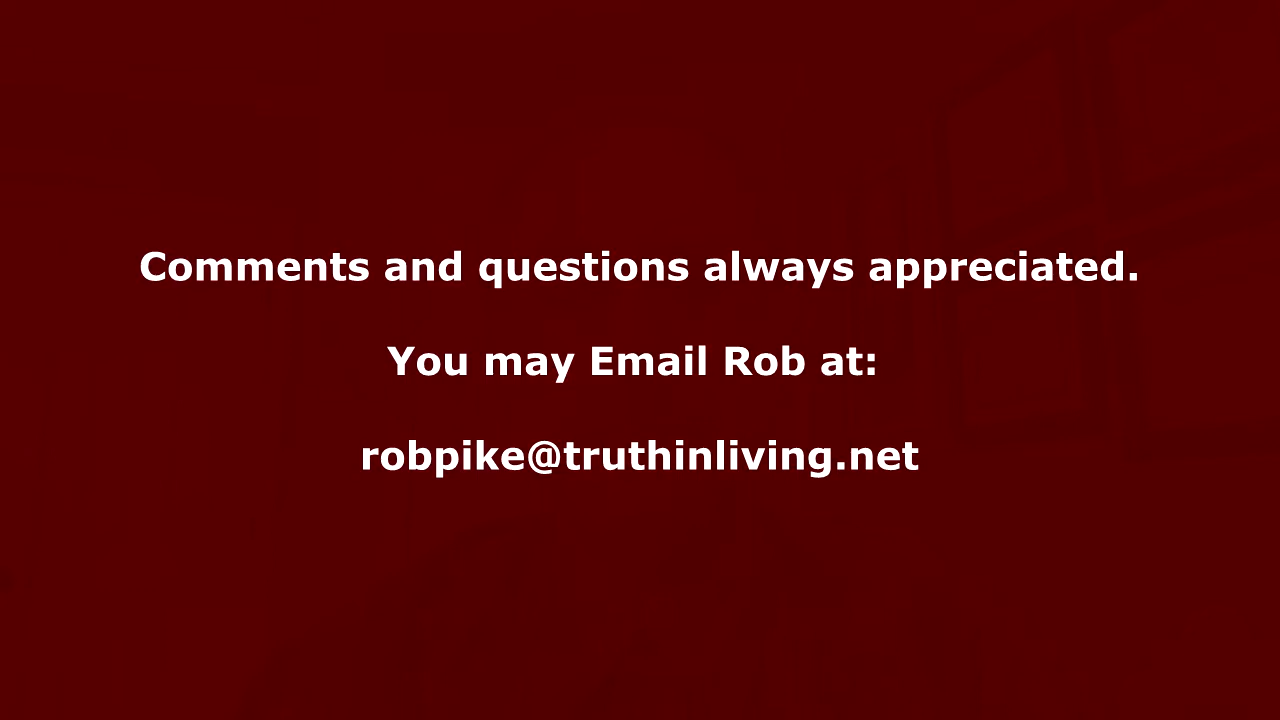 Comments and questions always appreciated.
You may Email Rob at:
robpike@truthinliving.net